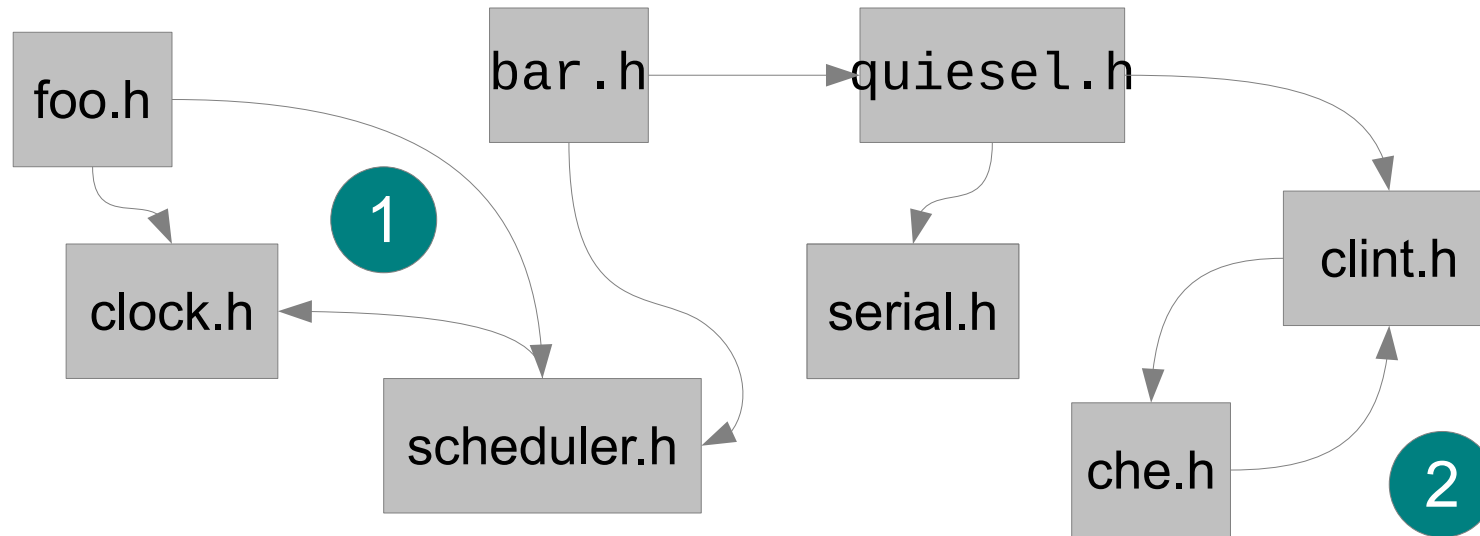 foo.h
bar.h
quiesel.h
1
clock.h
serial.h
clint.h
scheduler.h
che.h
2